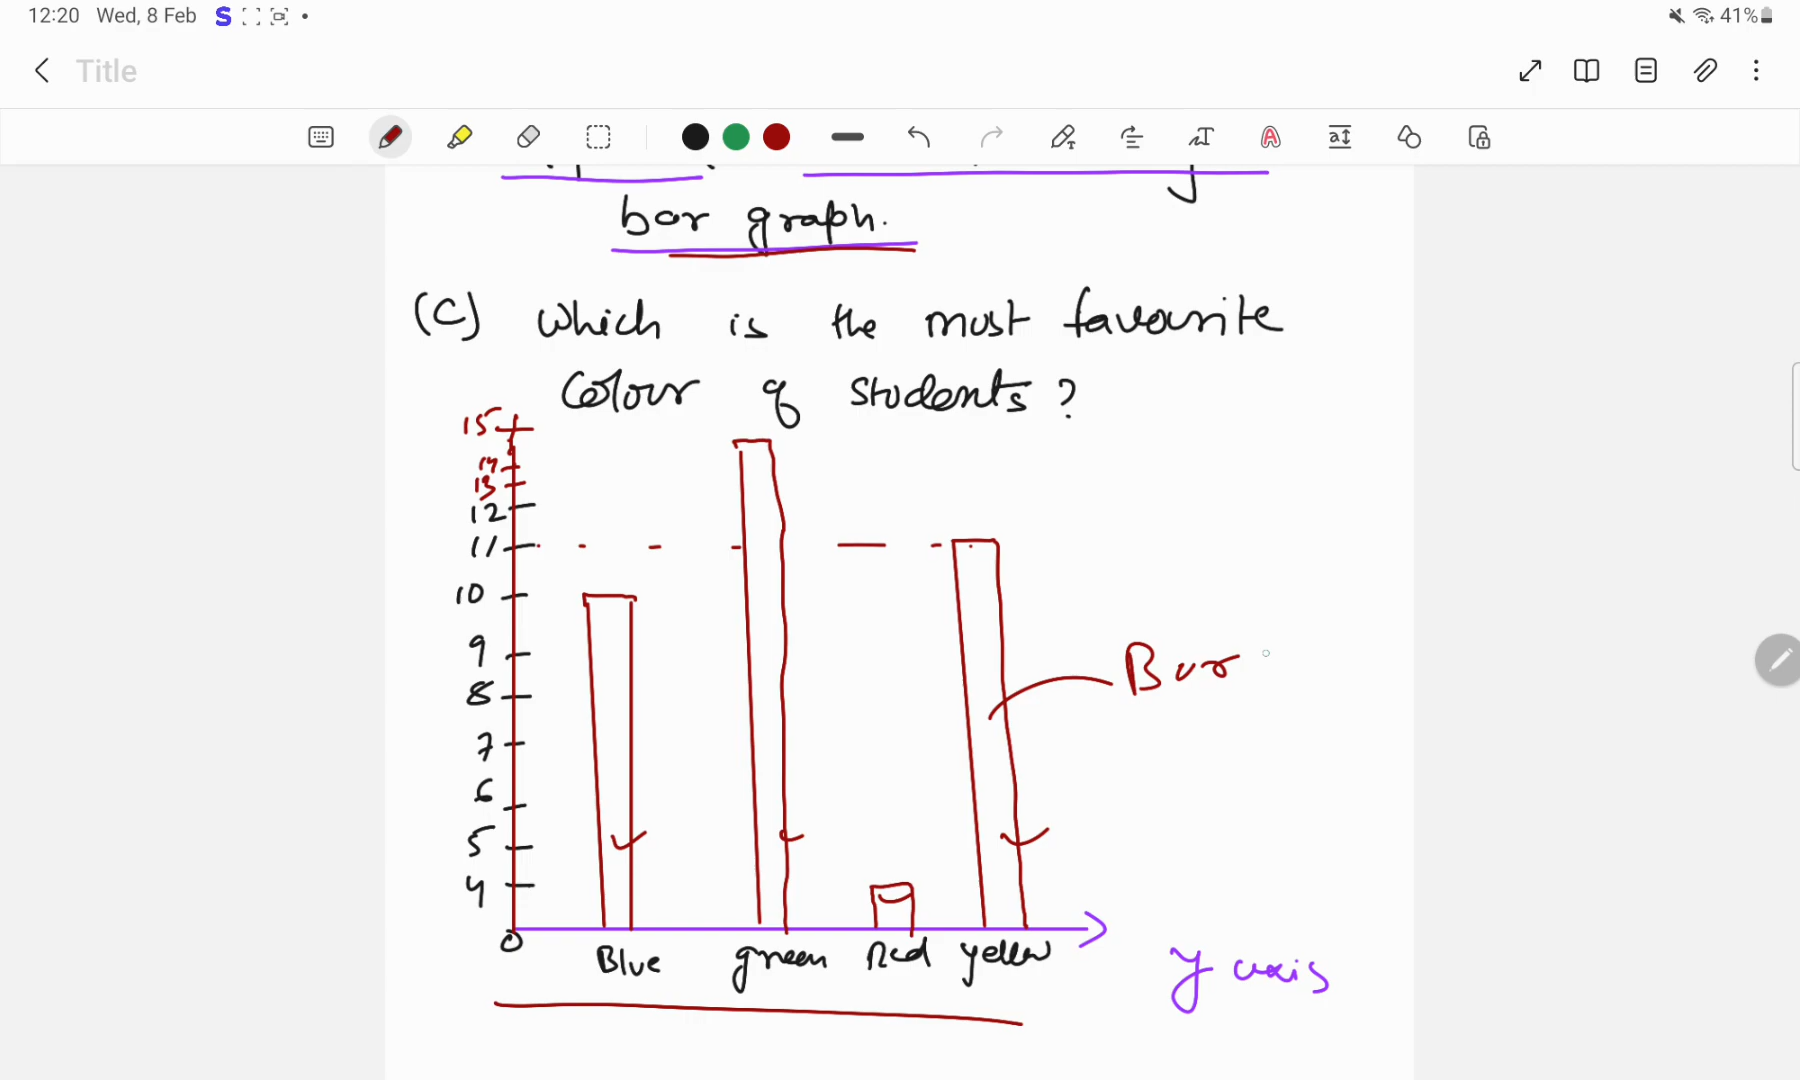 12:20 Wed, 8 Feb
41%
Title
bar graph.
(C) Which is the most favourite
Colour of students?
15
14
13
12
11
10
9
8
7
6
5
4
0
Bar
Blue green Red yellow
y axis